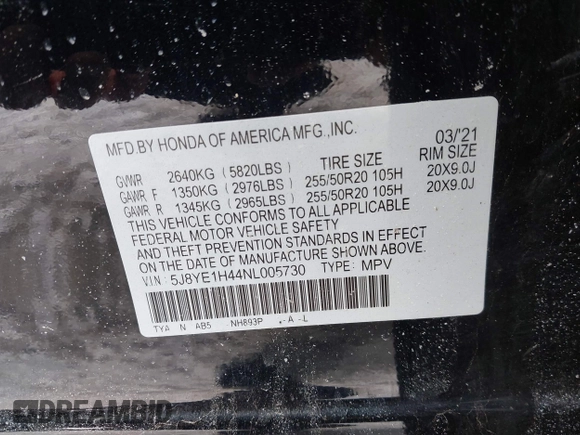 MFD.BY HONDA OF AMERICA MFG.,INC. 03/'21
GVWR 2640KG (5820LBS) TIRE SIZE RIM SIZE
GAWR F 1350KG (2976LBS) 255/50R20 105H 20X9.0J
GAWR R 1345KG (2965LBS) 255/50R20 105H 20X9.0J
THIS VEHICLE CONFORMS TO ALL APPLICABLE
FEDERAL MOTOR VEHICLE SAFETY
AND THEFT PREVENTION STANDARDS IN EFFECT
ON THE DATE OF MANUFACTURE SHOWN ABOVE.
V.I.N: 5J8YE1H44NL005730 TYPE: MPV
TYA N AB5 NH893P A L
DREAMBID